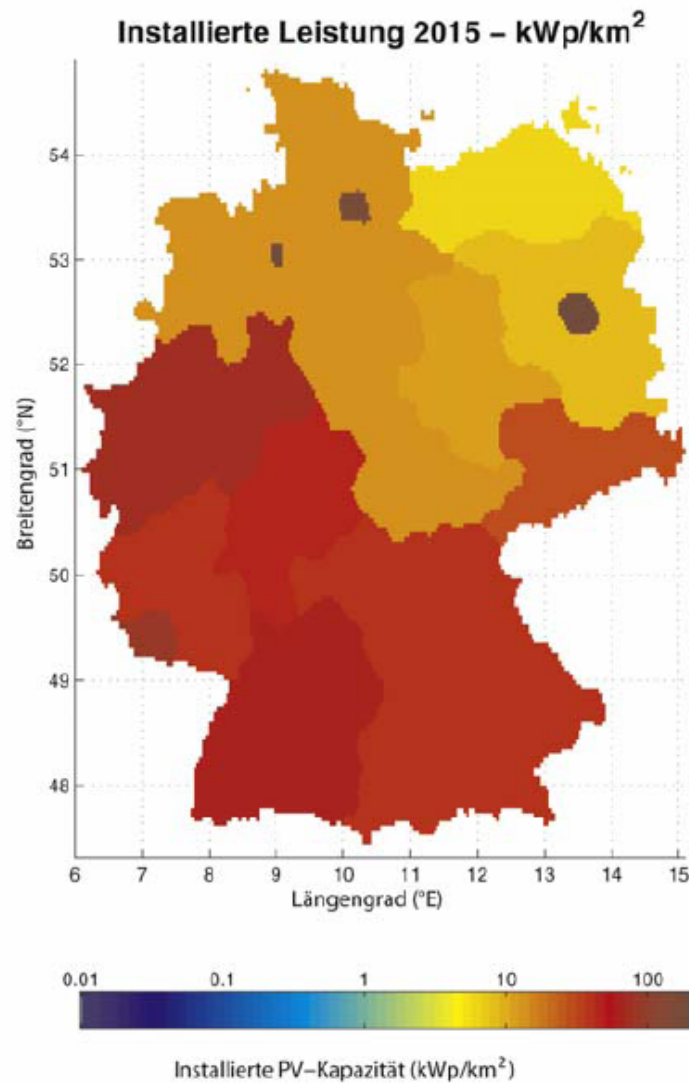 Installierte Leistung 2015 – kWp/km²
54
53
52
51
50
49
48
Breitengrad (°N)
6 7 8 9 10 11 12 13 14 15
Längengrad (°E)
0.01 0.1 1 10 100
Installierte PV–Kapazität (kWp/km²)